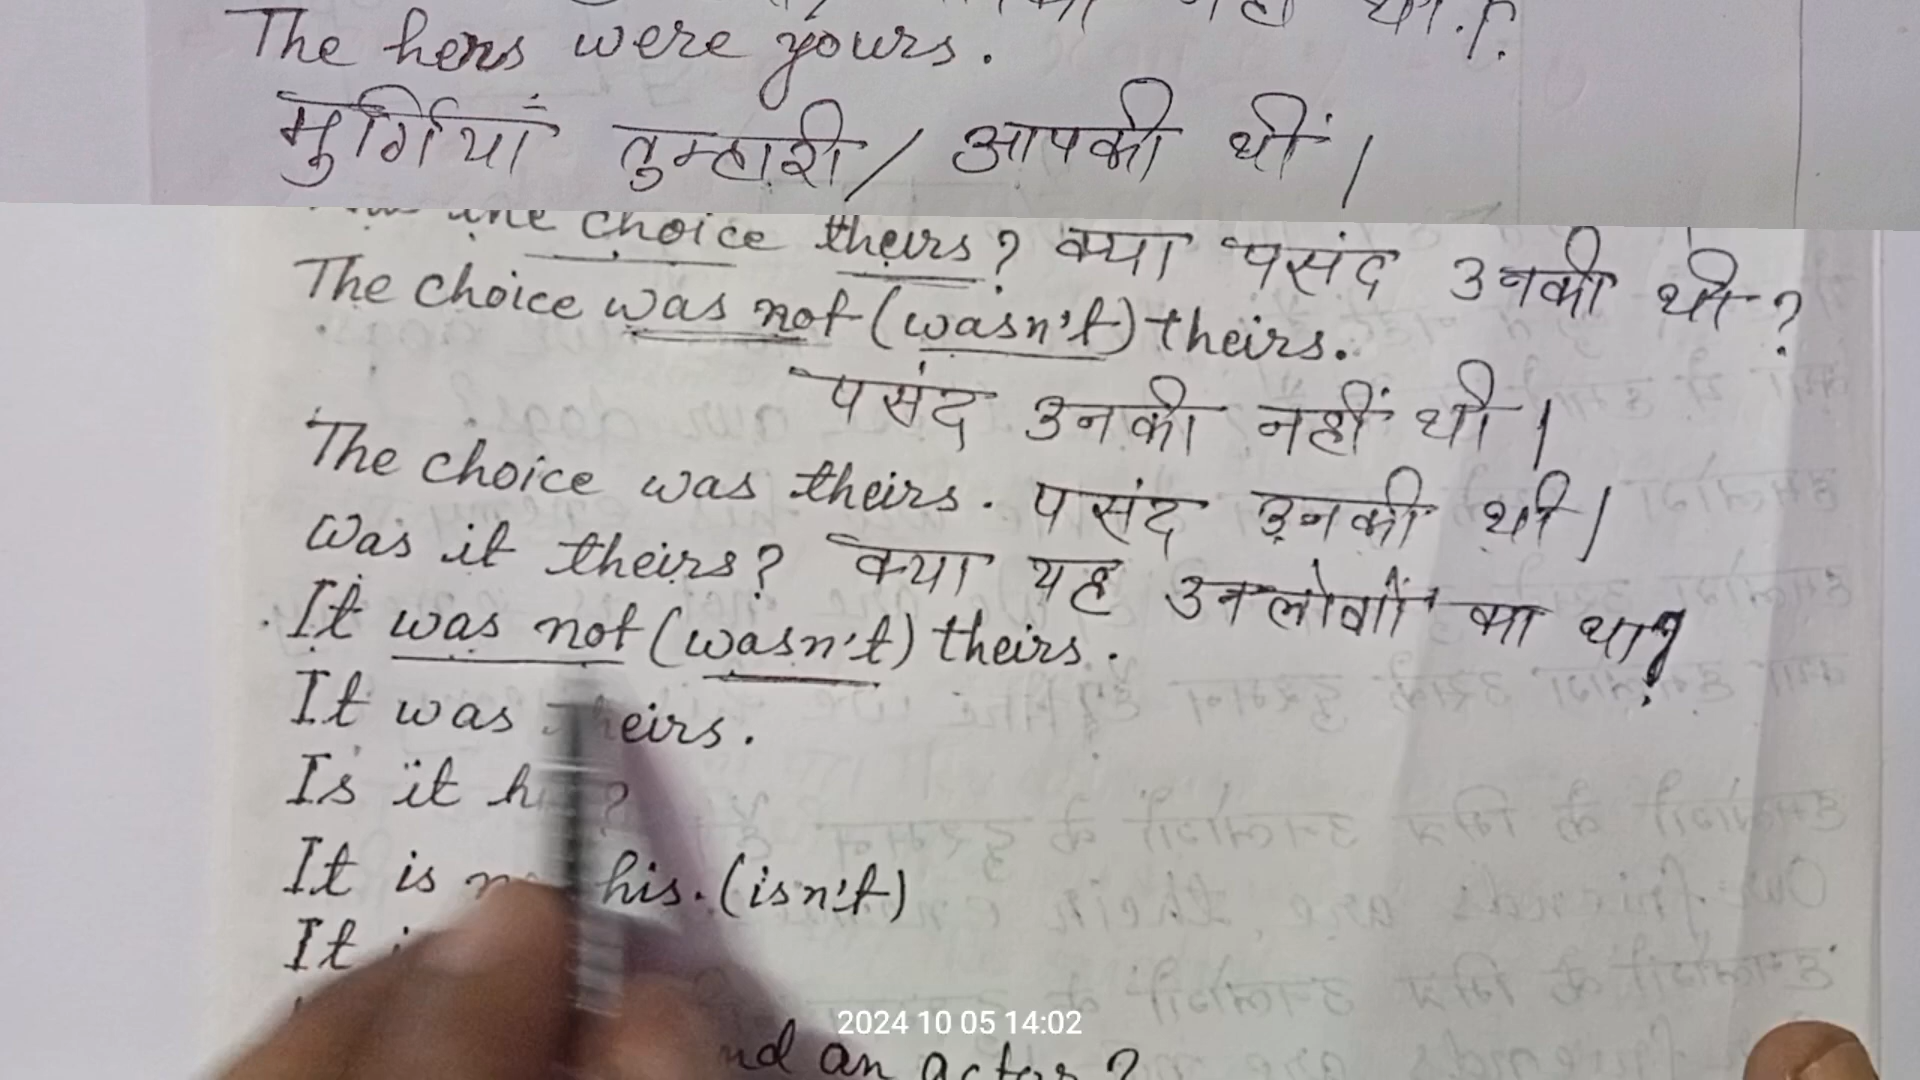 The hens were yours.
मुर्गियाँ तुम्हारी / आपकी थीं।
choice theirs? क्या पसंद उनकी थी?
The choice was not (wasn't) theirs.
पसंद उनकी नहीं थी।
The choice was theirs. पसंद उनकी थी।
Was it theirs? क्या यह उनलोगों का था?
It was not (wasn't) theirs.
It was theirs.
Is it ?
It is his. (isn't)
It
an actor?
2024 10 05 14:02